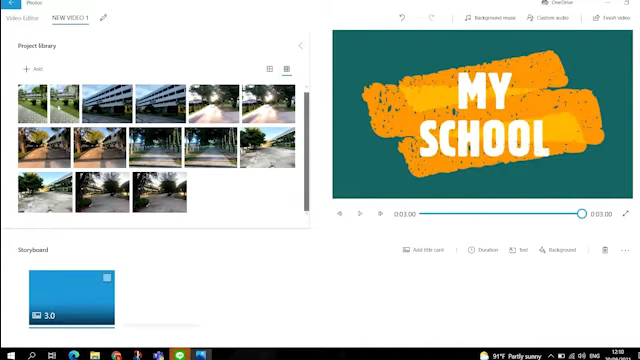 Photos
OneDrive
Video Editor
NEW VIDEO 1
Background music
Custom audio
Finish video
Project library
Add
MY
SCHOOL
0:03.00
0:03.00
Storyboard
Add title card
Duration
Text
Background
3.0
91°F Partly sunny
ENG
12:10